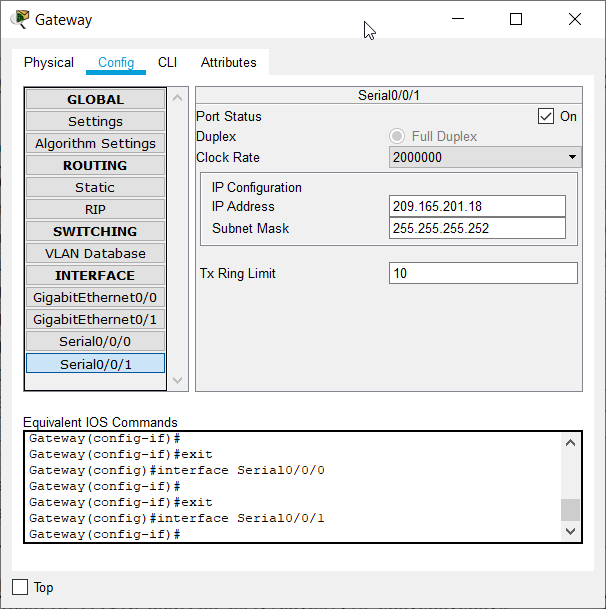 Gateway
Physical Config CLI Attributes
GLOBAL
Settings
Algorithm Settings
ROUTING
Static
RIP
SWITCHING
VLAN Database
INTERFACE
GigabitEthernet0/0
GigabitEthernet0/1
Serial0/0/0
Serial0/0/1
Serial0/0/1
Port Status On
Duplex Full Duplex
Clock Rate 2000000
IP Configuration
IP Address 209.165.201.18
Subnet Mask 255.255.255.252
Tx Ring Limit 10
Equivalent IOS Commands
Gateway(config-if)#
Gateway(config-if)#exit
Gateway(config)#interface Serial0/0/0
Gateway(config-if)#
Gateway(config-if)#exit
Gateway(config)#interface Serial0/0/1
Gateway(config-if)#
Top